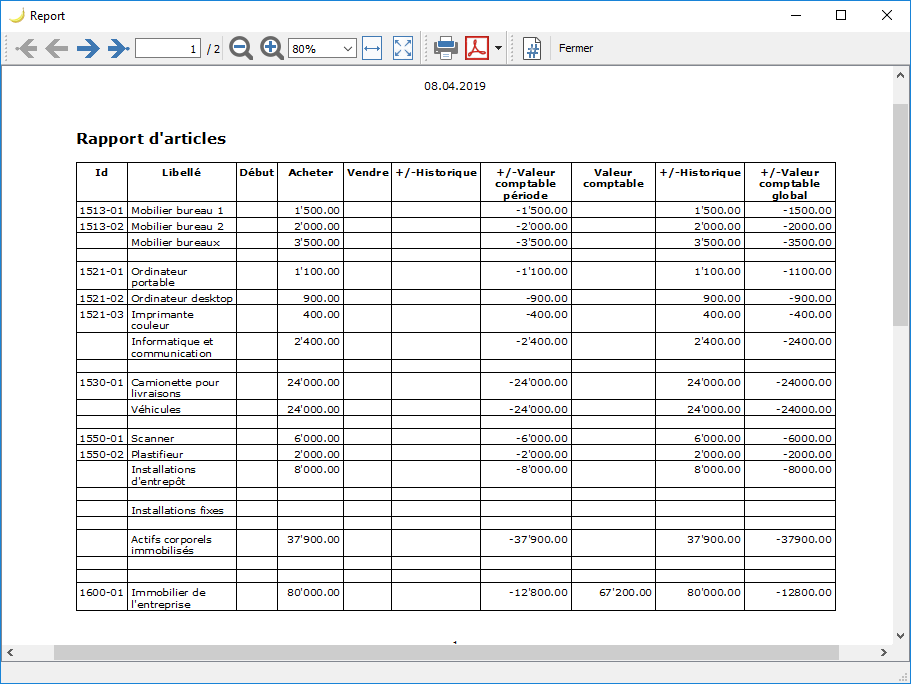 Report
1 / 2 80% Fermer
08.04.2019
Rapport d'articles
Id Libellé Début Acheter Vendre +/-Historique +/-Valeur comptable période Valeur comptable +/-Historique +/-Valeur comptable global
1513-01 Mobilier bureau 1 1'500.00 -1'500.00 1'500.00 -1500.00
1513-02 Mobilier bureau 2 2'000.00 -2'000.00 2'000.00 -2000.00
Mobilier bureaux 3'500.00 -3'500.00 3'500.00 -3500.00
1521-01 Ordinateur portable 1'100.00 -1'100.00 1'100.00 -1100.00
1521-02 Ordinateur desktop 900.00 -900.00 900.00 -900.00
1521-03 Imprimante couleur 400.00 -400.00 400.00 -400.00
Informatique et communication 2'400.00 -2'400.00 2'400.00 -2400.00
1530-01 Camionette pour livraisons 24'000.00 -24'000.00 24'000.00 -24000.00
Véhicules 24'000.00 -24'000.00 24'000.00 -24000.00
1550-01 Scanner 6'000.00 -6'000.00 6'000.00 -6000.00
1550-02 Plastifieur 2'000.00 -2'000.00 2'000.00 -2000.00
Installations d'entrepôt 8'000.00 -8'000.00 8'000.00 -8000.00
Installations fixes
Actifs corporels immobilisés 37'900.00 -37'900.00 37'900.00 -37900.00
1600-01 Immobilier de l'entreprise 80'000.00 -12'800.00 67'200.00 80'000.00 -12800.00